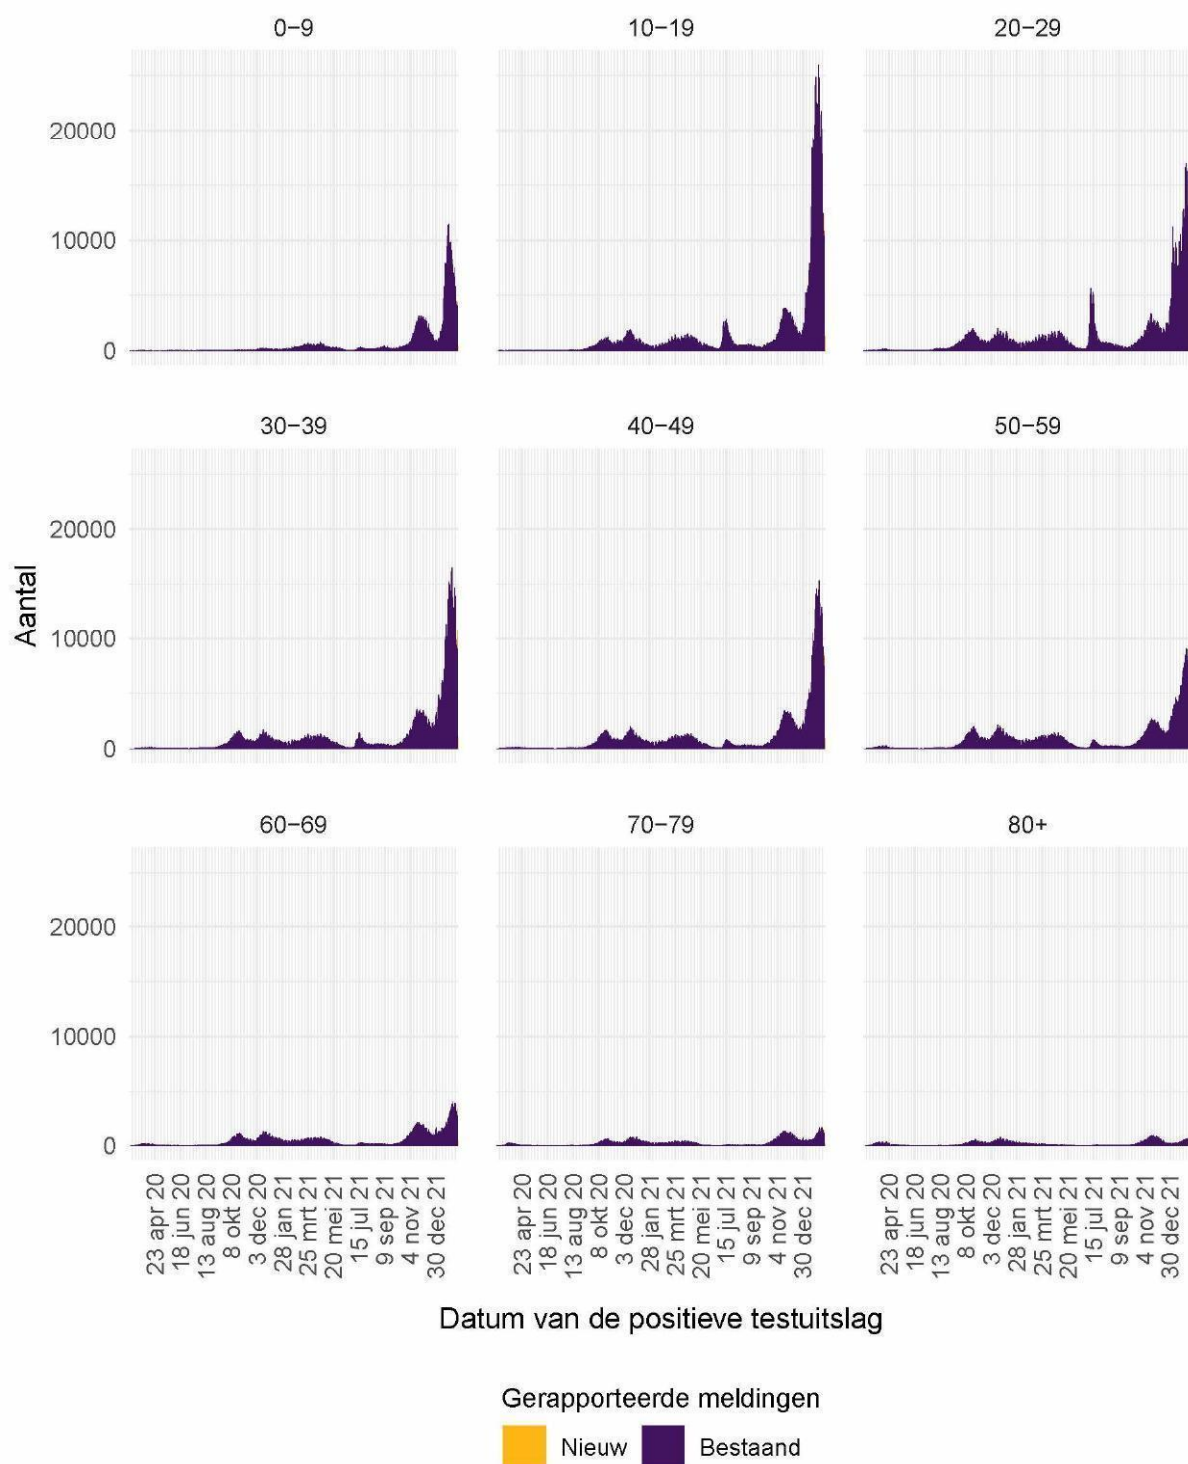 0−9 10−19 20−29
20000
10000
0
30−39 40−49 50−59
20000
10000
0
Aantal
60−69 70−79 80+
20000
10000
0
23 apr 20
18 jun 20
13 aug 20
8 okt 20
3 dec 20
28 jan 21
25 mrt 21
20 mei 21
15 jul 21
9 sep 21
4 nov 21
30 dec 21
23 apr 20
18 jun 20
13 aug 20
8 okt 20
3 dec 20
28 jan 21
25 mrt 21
20 mei 21
15 jul 21
9 sep 21
4 nov 21
30 dec 21
23 apr 20
18 jun 20
13 aug 20
8 okt 20
3 dec 20
28 jan 21
25 mrt 21
20 mei 21
15 jul 21
9 sep 21
4 nov 21
30 dec 21
Datum van de positieve testuitslag
Gerapporteerde meldingen
Nieuw Bestaand